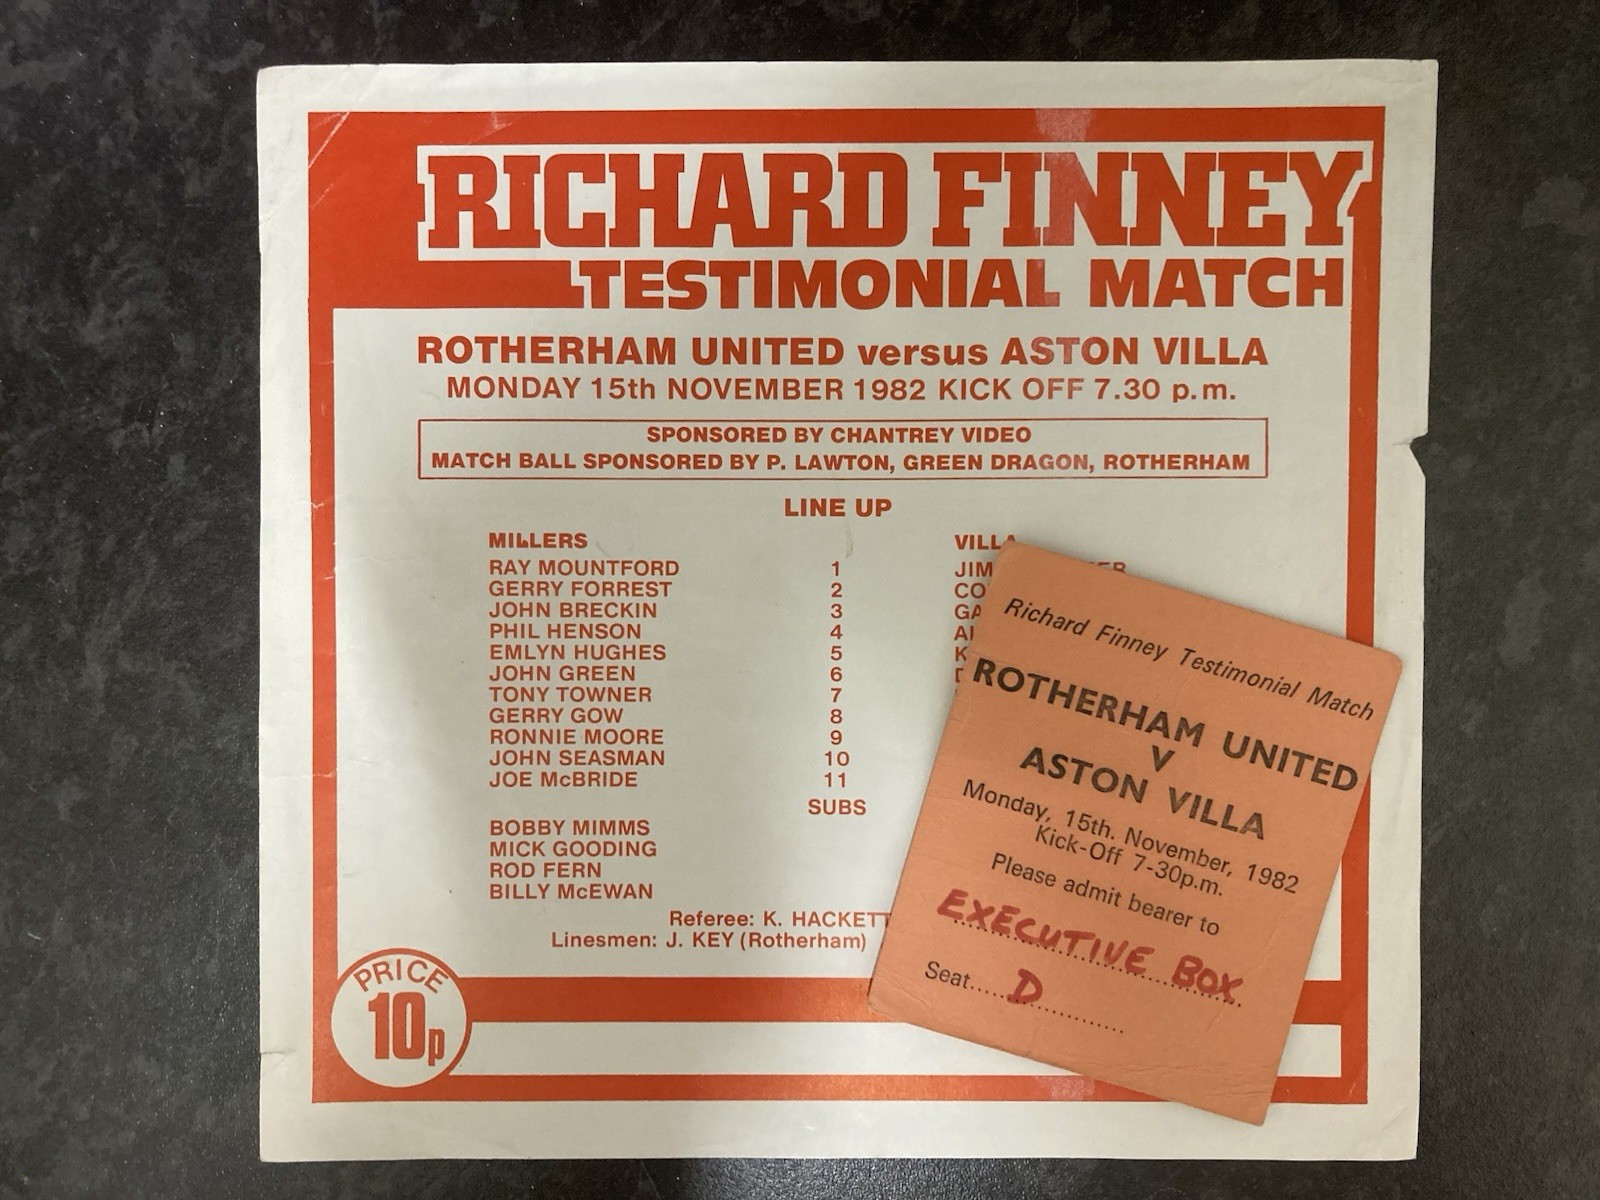 RICHARD FINNEY
TESTIMONIAL MATCH
ROTHERHAM UNITED versus ASTON VILLA
MONDAY 15th NOVEMBER 1982 KICK OFF 7.30 p.m.
SPONSORED BY CHANTREY VIDEO
MATCH BALL SPONSORED BY P. LAWTON, GREEN DRAGON, ROTHERHAM
LINE UP
MILLERS VILLA
RAY MOUNTFORD 1
GERRY FORREST 2
JOHN BRECKIN 3
PHIL HENSON 4
EMLYN HUGHES 5
JOHN GREEN 6
TONY TOWNER 7
GERRY GOW 8
RONNIE MOORE 9
JOHN SEASMAN 10
JOE McBRIDE 11
SUBS
BOBBY MIMMS
MICK GOODING
ROD FERN
BILLY McEWAN
Referee: K. HACKETT
Linesmen: J. KEY (Rotherham)
PRICE
10p
Richard Finney Testimonial Match
ROTHERHAM UNITED
V
ASTON VILLA
Monday, 15th. November, 1982
Kick-Off 7-30p.m.
Please admit bearer to
EXECUTIVE BOX
Seat.....D............